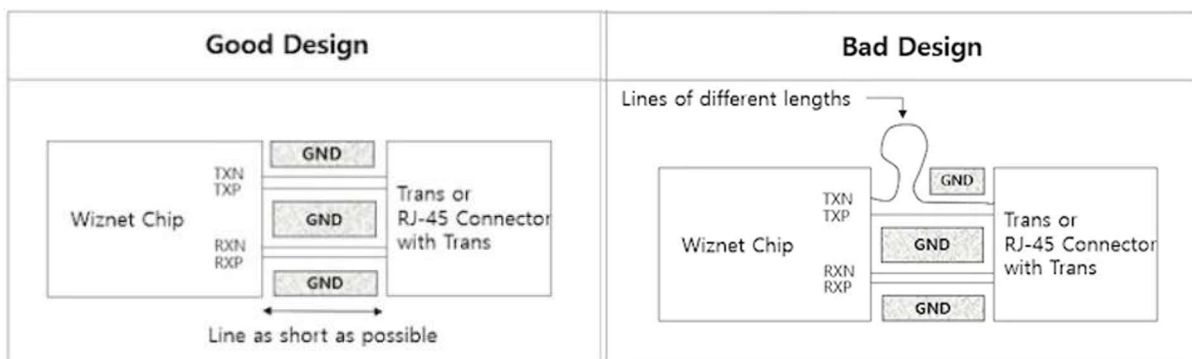 Good Design
GND
TXN
TXP
Wiznet Chip
GND
Trans or
RJ-45 Connector
with Trans
RXN
RXP
GND
Line as short as possible
Bad Design
Lines of different lengths
GND
TXN
TXP
Wiznet Chip
GND
Trans or
RJ-45 Connector
with Trans
RXN
RXP
GND